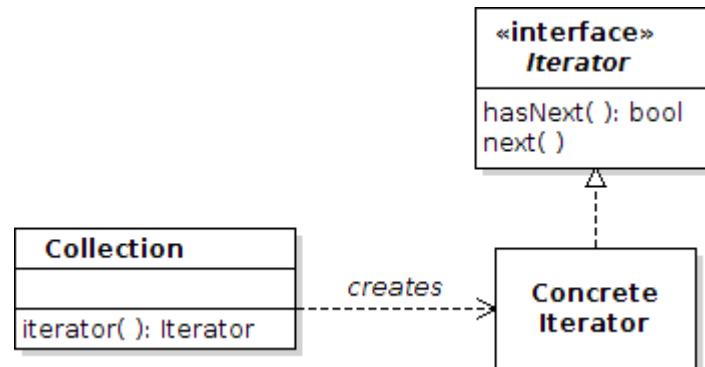 «interface»
Iterator
hasNext( ): bool
next( )
Collection
iterator( ): Iterator
creates
Concrete
Iterator